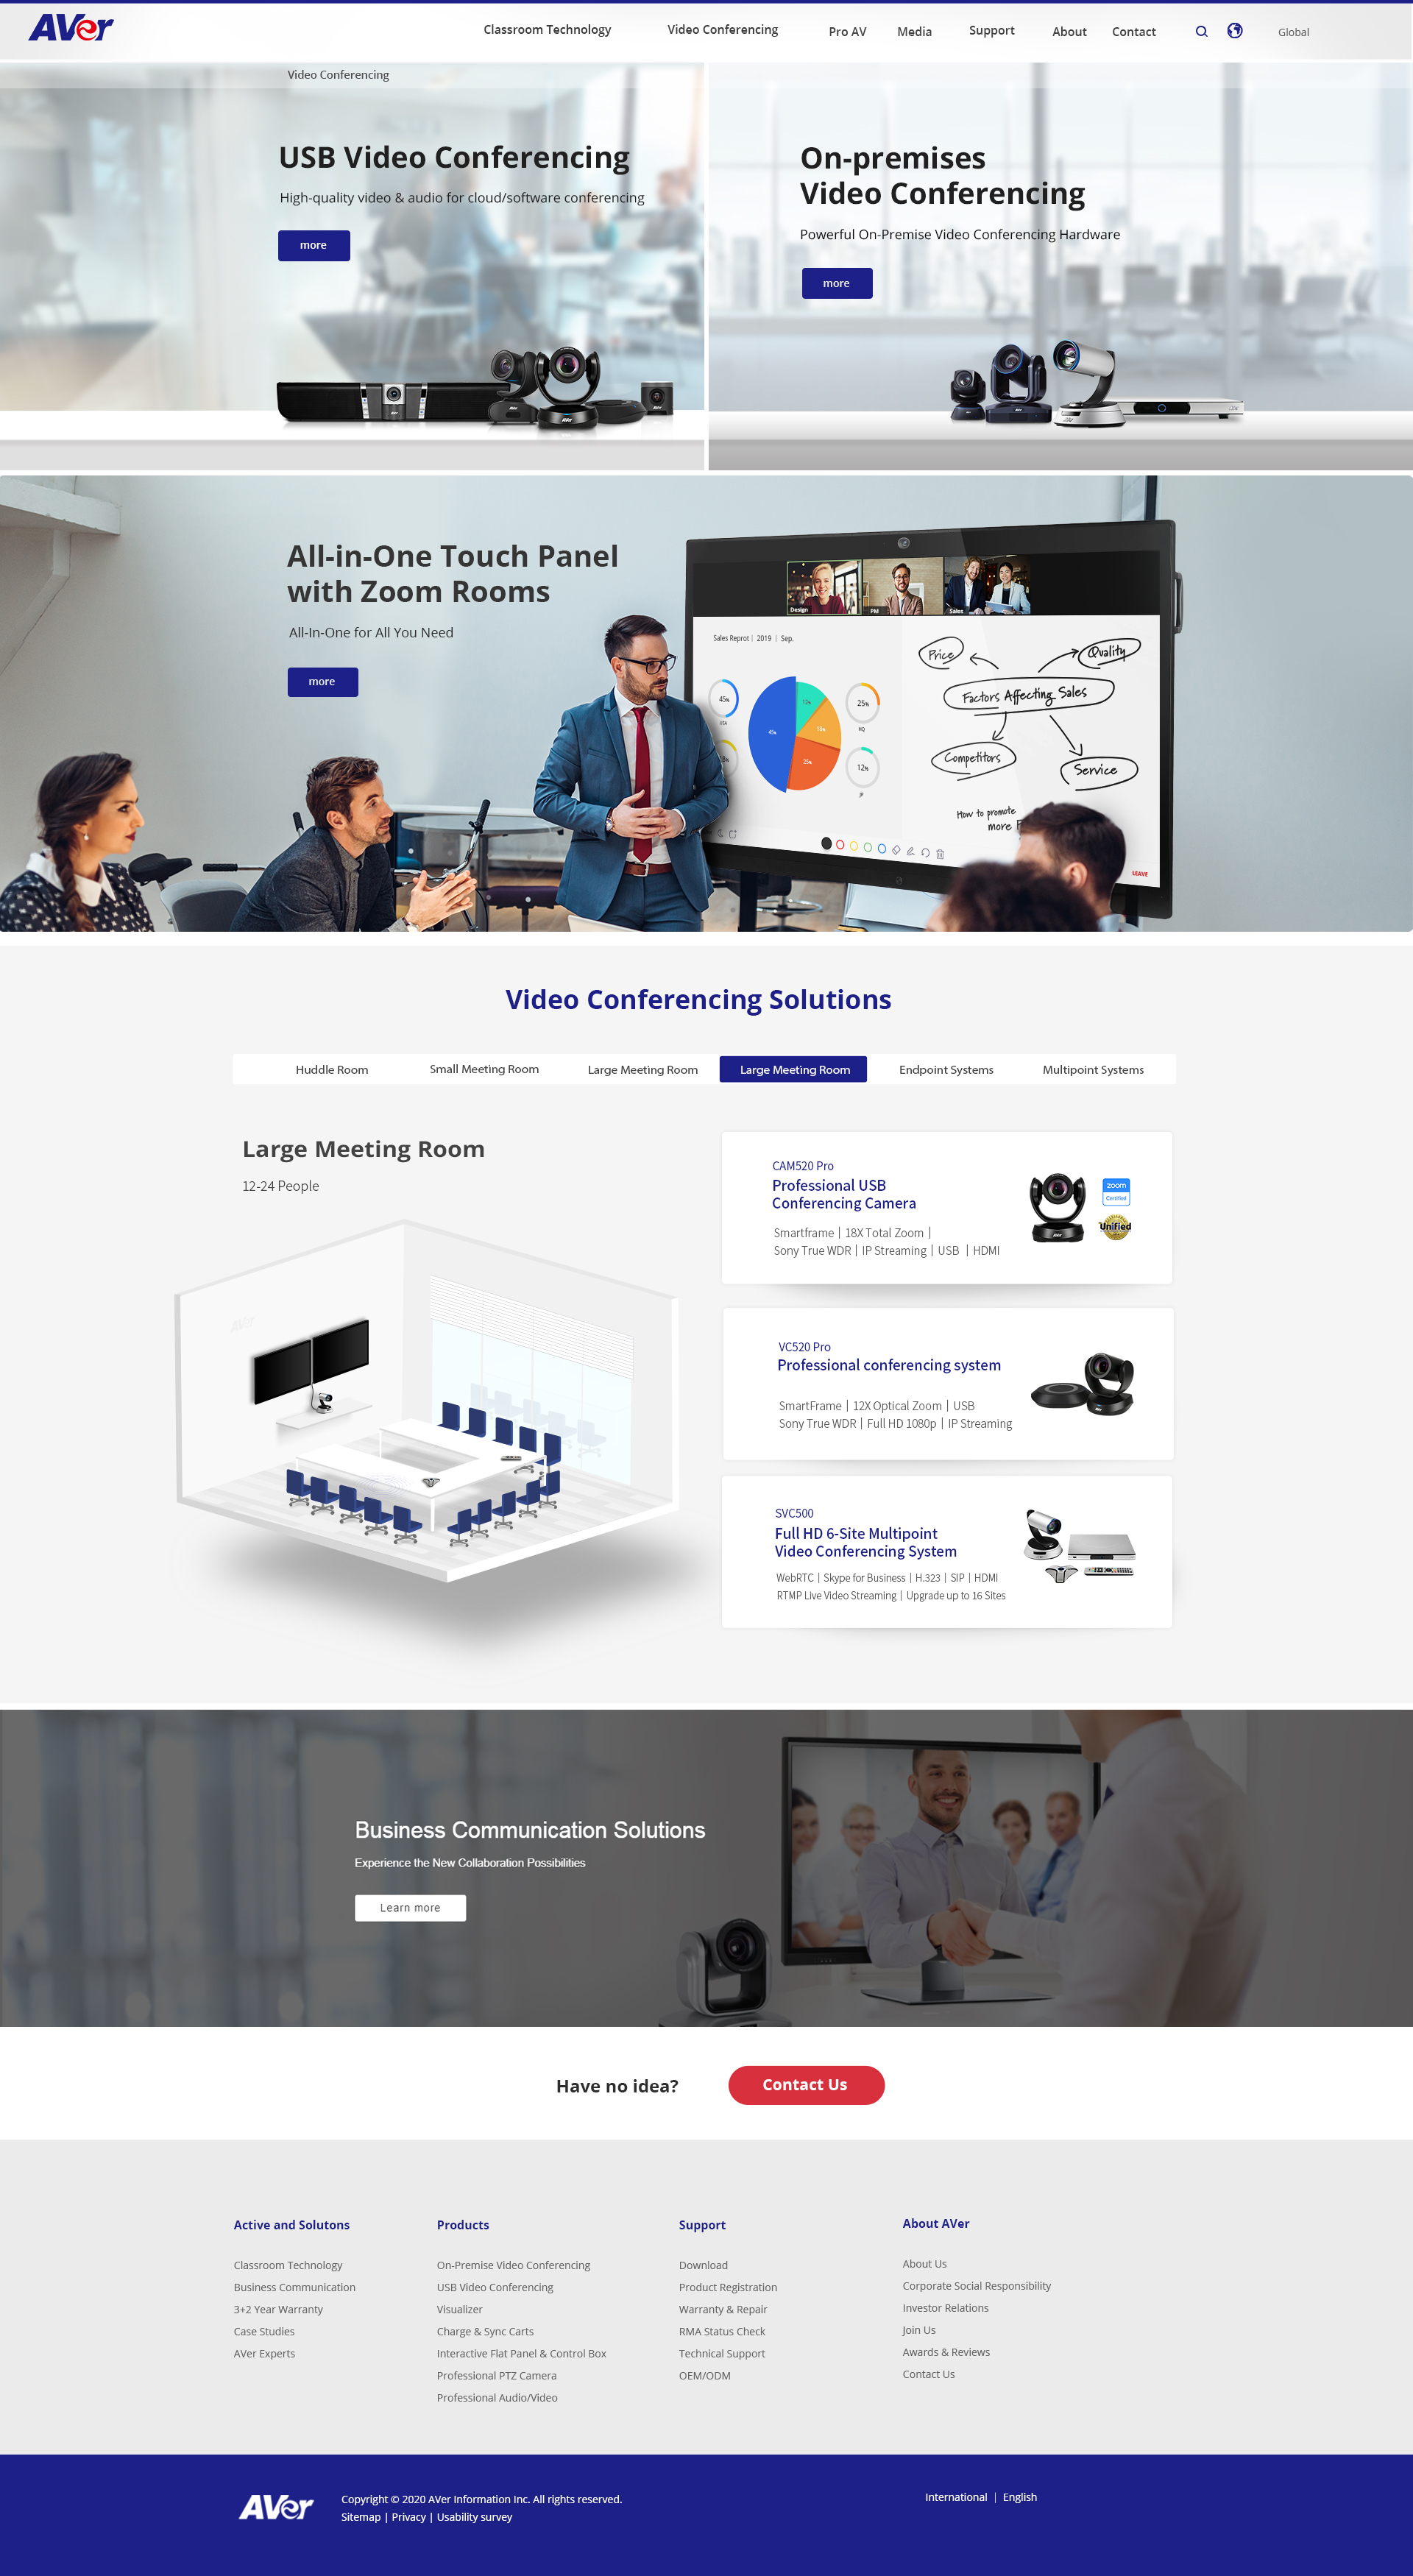 AVer
Classroom Technology
Video Conferencing
Pro AV
Media
Support
About
Contact
Global
Video Conferencing
USB Video Conferencing
High-quality video & audio for cloud/software conferencing
more
On-premises
Video Conferencing
Powerful On-Premise Video Conferencing Hardware
more
All-in-One Touch Panel
with Zoom Rooms
All-In-One for All You Need
more
Design
PM
Sales
Sales Reprot | 2019 | Sep.
Price
Quality
Factors Affecting Sales
Competitors
Service
How to promote
more
45%
12%
18%
25%
45%
25%
12%
LEAVE
Video Conferencing Solutions
Huddle Room
Small Meeting Room
Large Meeting Room
Large Meeting Room
Endpoint Systems
Multipoint Systems
Large Meeting Room
12-24 People
AVer
CAM520 Pro
Professional USB
Conferencing Camera
Smartframe | 18X Total Zoom |
Sony True WDR | IP Streaming | USB | HDMI
zoom
Certified
Unified
VC520 Pro
Professional conferencing system
SmartFrame | 12X Optical Zoom | USB
Sony True WDR | Full HD 1080p | IP Streaming
SVC500
Full HD 6-Site Multipoint
Video Conferencing System
WebRTC | Skype for Business | H.323 | SIP | HDMI
RTMP Live Video Streaming | Upgrade up to 16 Sites
Business Communication Solutions
Experience the New Collaboration Possibilities
Learn more
Have no idea?
Contact Us
Active and Solutons
Classroom Technology
Business Communication
3+2 Year Warranty
Case Studies
AVer Experts
Products
On-Premise Video Conferencing
USB Video Conferencing
Visualizer
Charge & Sync Carts
Interactive Flat Panel & Control Box
Professional PTZ Camera
Professional Audio/Video
Support
Download
Product Registration
Warranty & Repair
RMA Status Check
Technical Support
OEM/ODM
About AVer
About Us
Corporate Social Responsibility
Investor Relations
Join Us
Awards & Reviews
Contact Us
AVer
Copyright © 2020 AVer Information Inc. All rights reserved.
Sitemap | Privacy | Usability survey
International | English